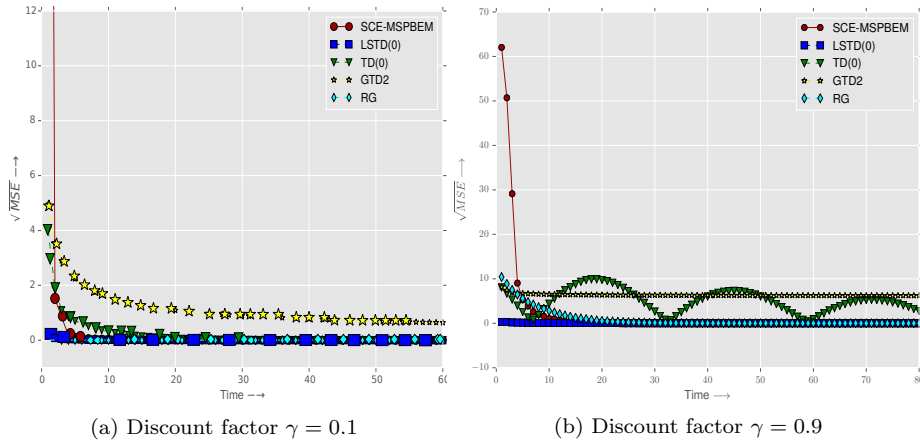 12
10
8
6
4
2
0
0 10 20 30 40 50 60
√MSE −→
Time −→
SCE-MSPBEM
LSTD(0)
TD(0)
GTD2
RG
(a) Discount factor γ = 0.1
70
60
50
40
30
20
10
0
−10
0 10 20 30 40 50 60 70 80
√MSE ⟶
Time ⟶
SCE-MSPBEM
LSTD(0)
TD(0)
GTD2
RG
(b) Discount factor γ = 0.9